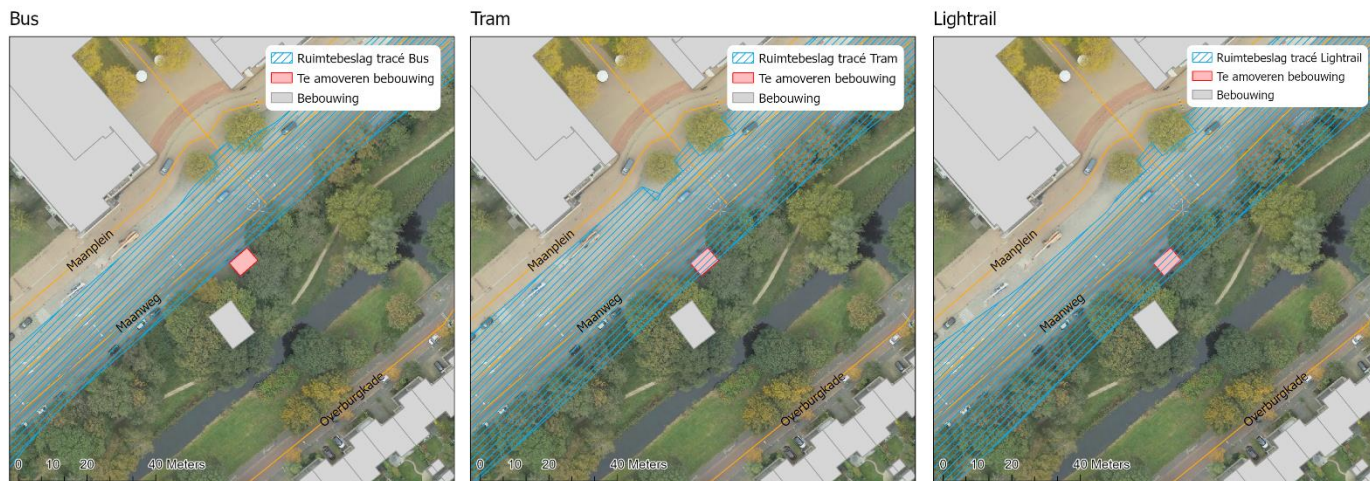 Bus
Ruimtebeslag tracé Bus
Te amoveren bebouwing
Bebouwing
Maanplein
Maanweg
Overburgkade
0 10 20 40 Meters
Tram
Ruimtebeslag tracé Tram
Te amoveren bebouwing
Bebouwing
Maanplein
Maanweg
Overburgkade
0 10 20 40 Meters
Lightrail
Ruimtebeslag tracé Lightrail
Te amoveren bebouwing
Bebouwing
Maanplein
Maanweg
Overburgkade
0 10 20 40 Meters